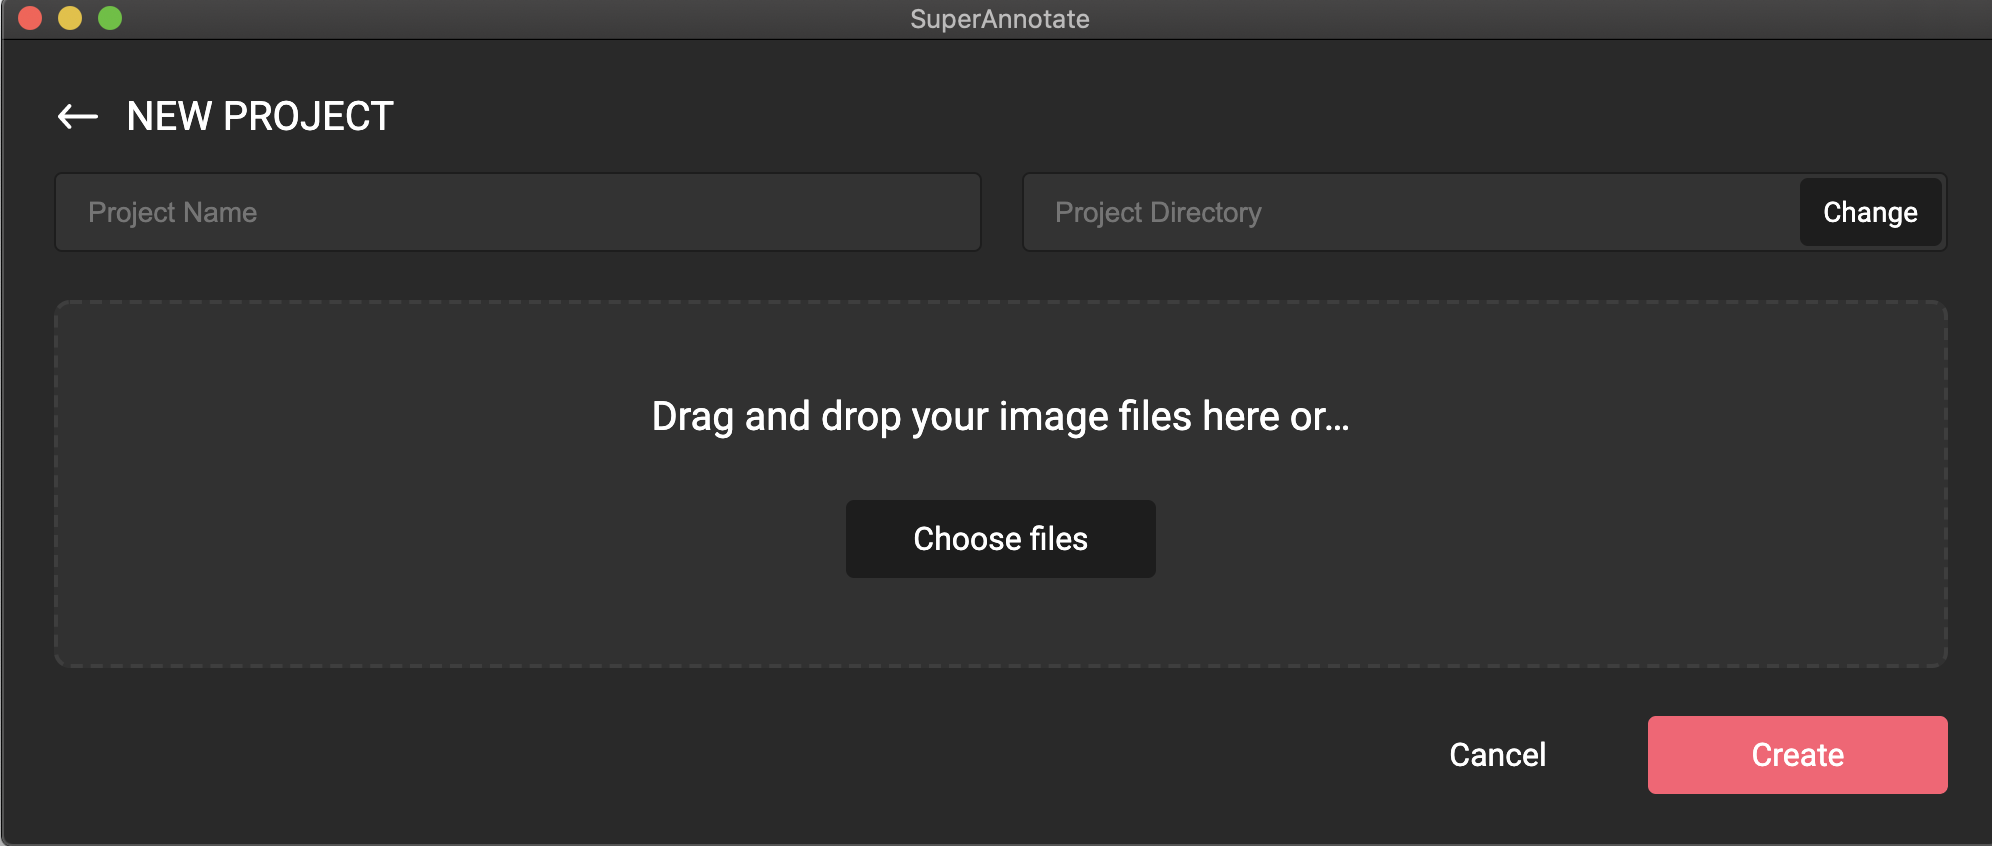 SuperAnnotate
NEW PROJECT
Project Name
Project Directory
Change
Drag and drop your image files here or...
Choose files
Cancel
Create